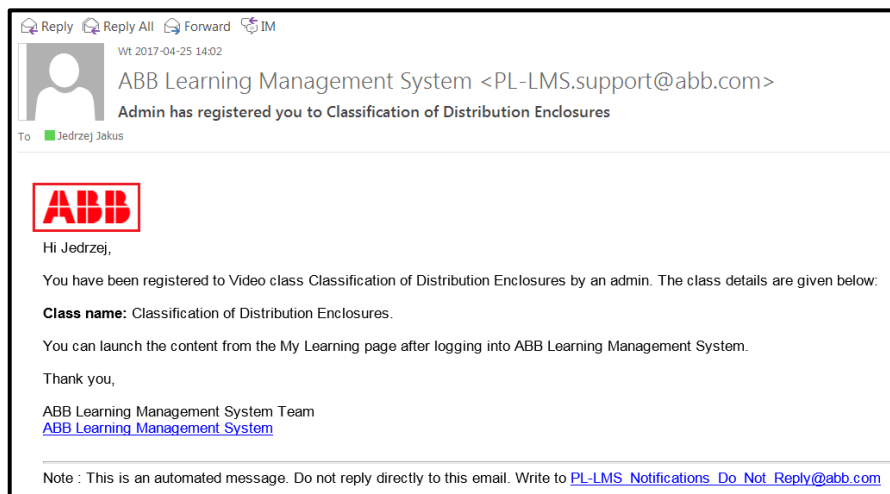 Reply Reply All Forward IM
Wt 2017-04-25 14:02
ABB Learning Management System <PL-LMS.support@abb.com>
Admin has registered you to Classification of Distribution Enclosures
To Jedrzej Jakus
ABB
Hi Jedrzej,
You have been registered to Video class Classification of Distribution Enclosures by an admin. The class details are given below:
Class name: Classification of Distribution Enclosures.
You can launch the content from the My Learning page after logging into ABB Learning Management System.
Thank you,
ABB Learning Management System Team
ABB Learning Management System
Note : This is an automated message. Do not reply directly to this email. Write to PL-LMS_Notifications_Do_Not_Reply@abb.com